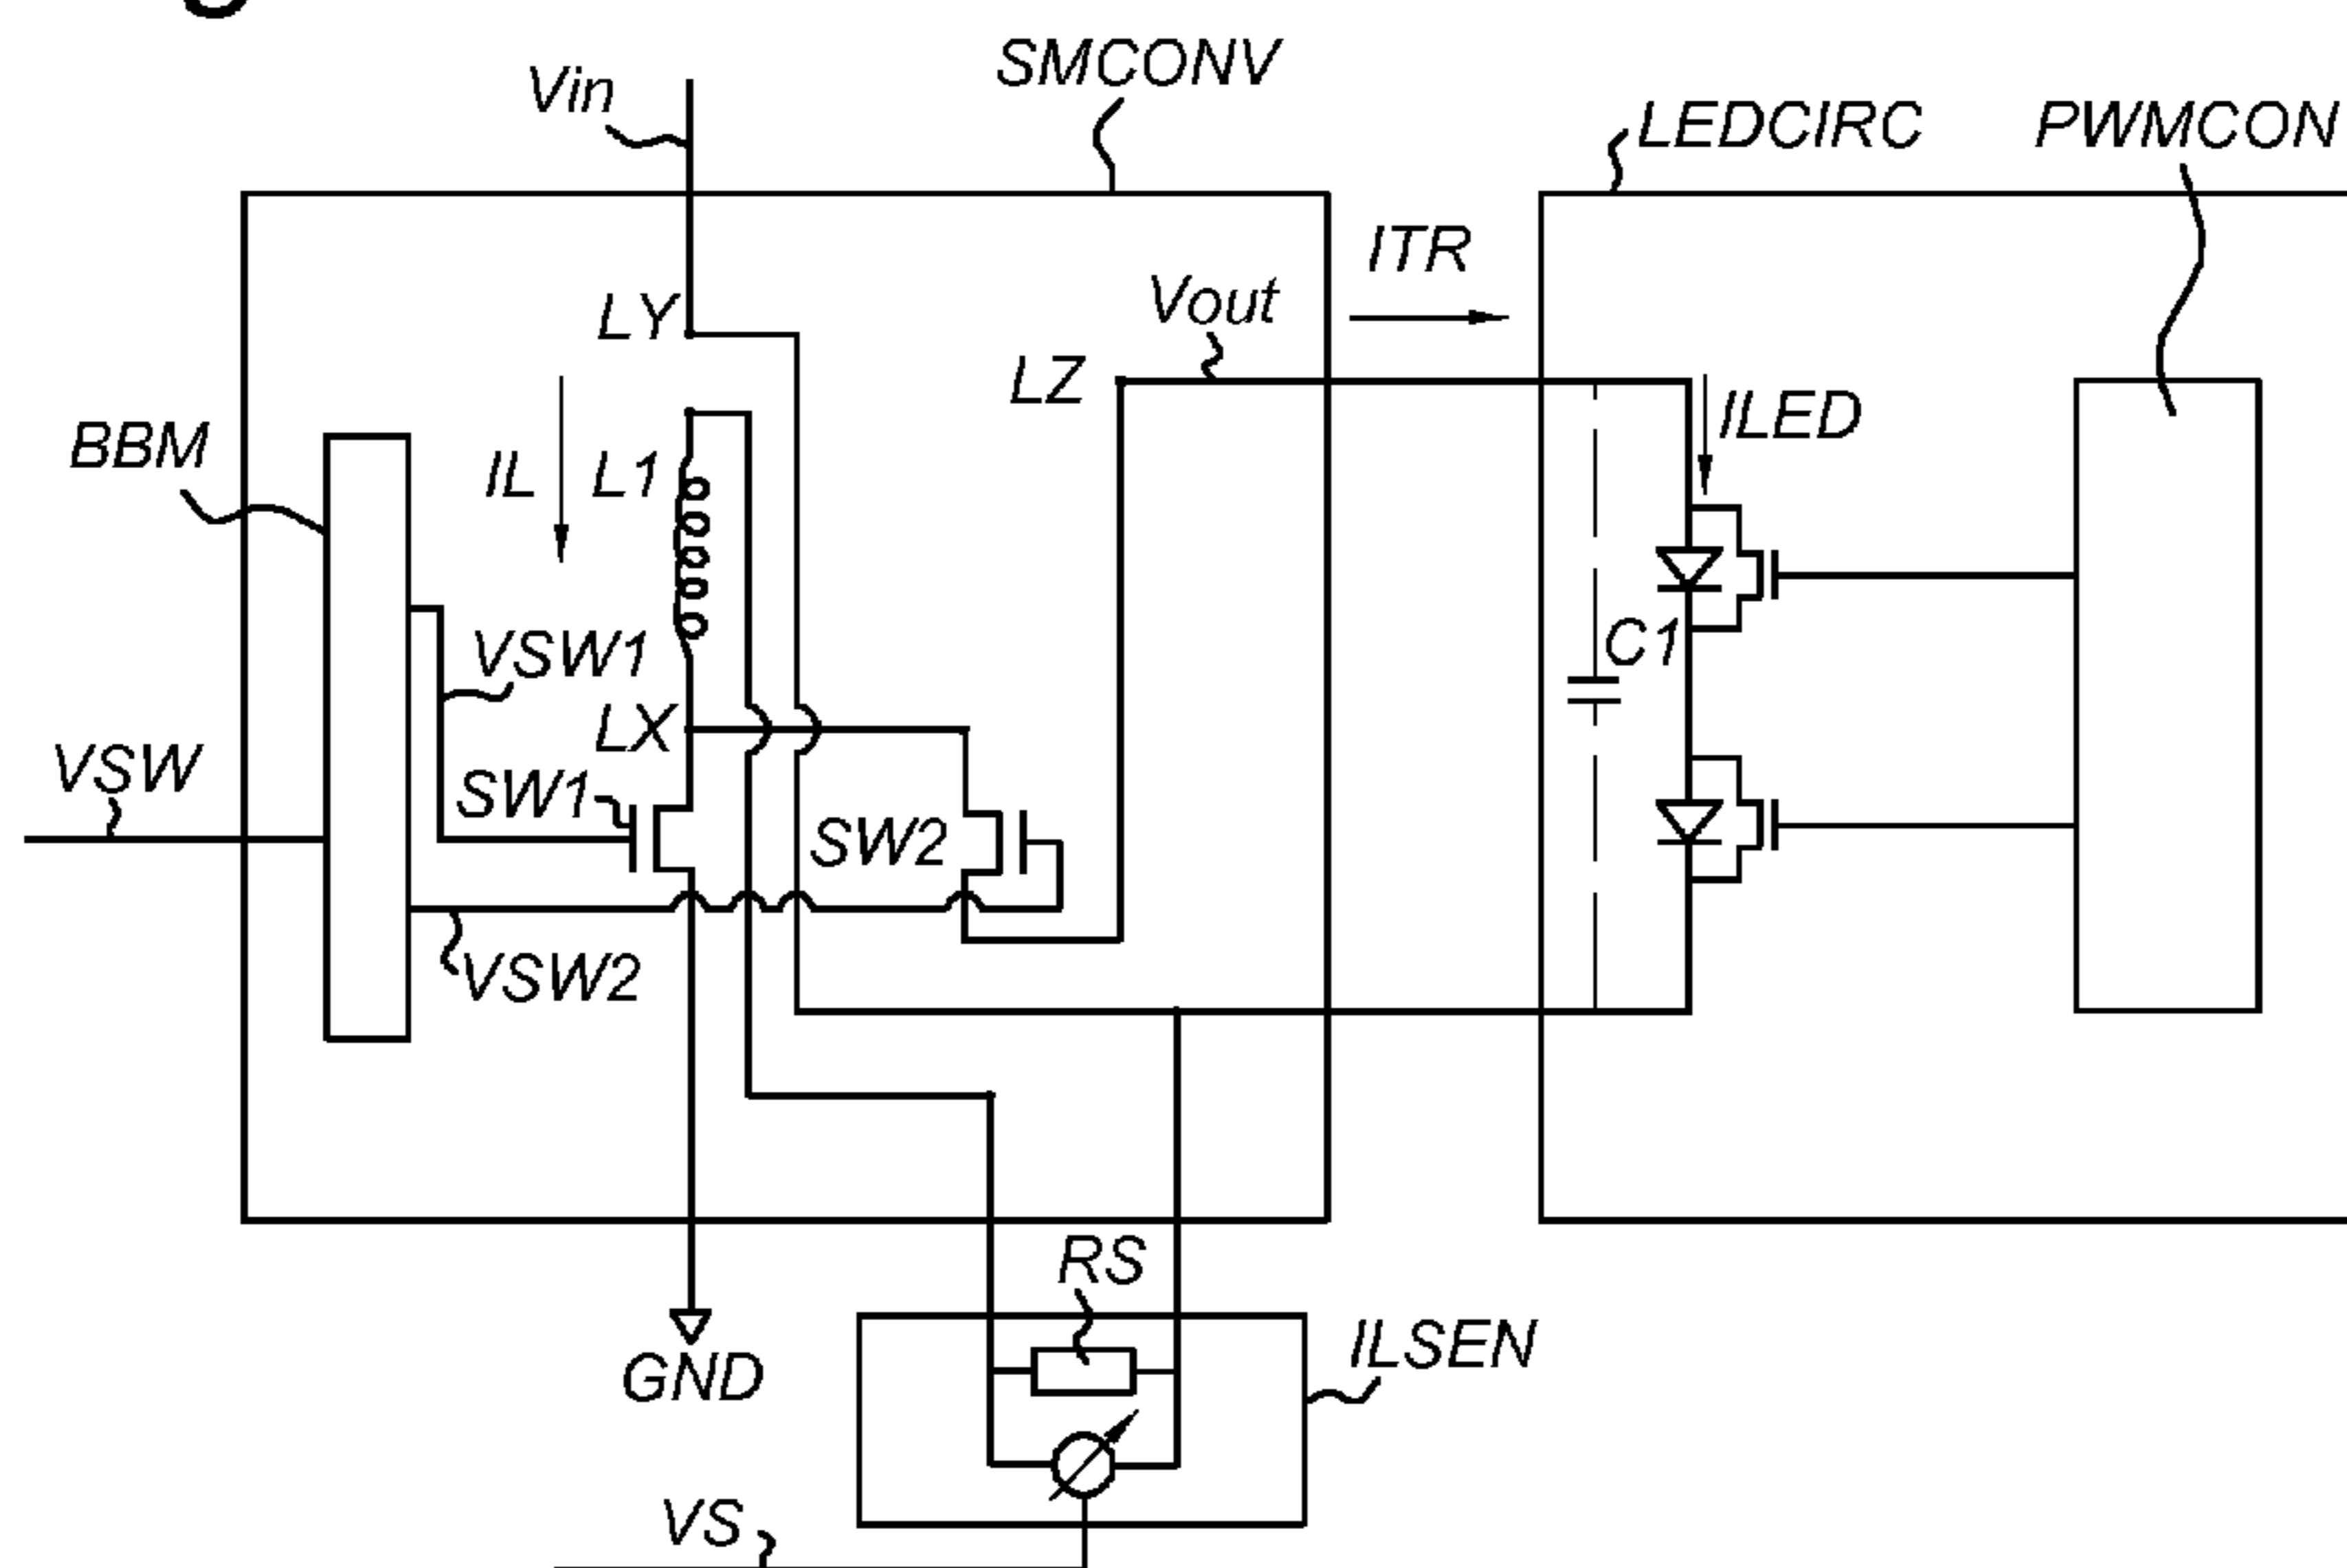 SMCONV
Vin
LEDCIRC
PWMCON
ITR
Vout
LY
LZ
ILED
BBM
IL
L1
VSW1
C1
LX
VSW
SW1
SW2
VSW2
RS
ILSEN
GND
VS